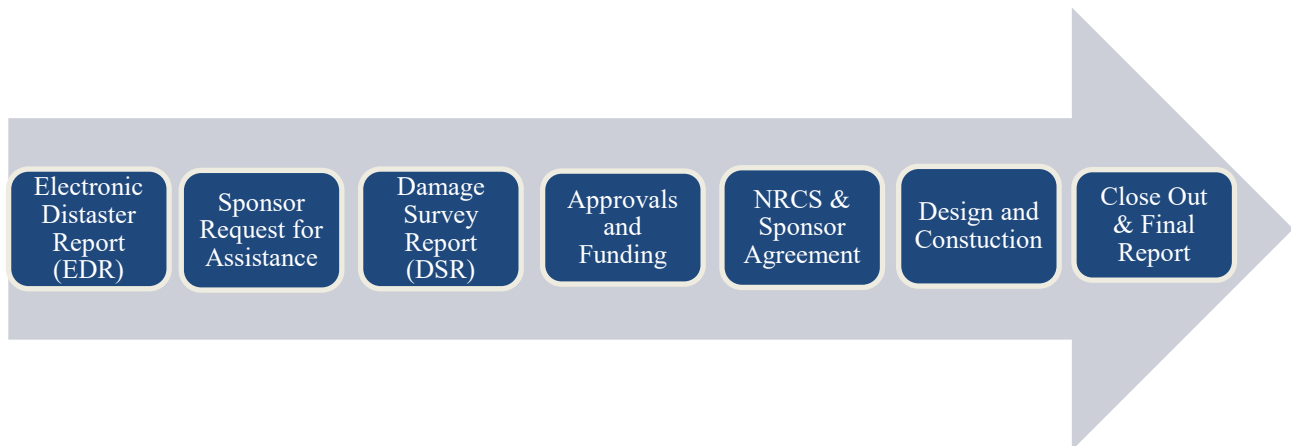 Electronic
Distaster
Report
(EDR)
Sponsor
Request for
Assistance
Damage
Survey
Report
(DSR)
Approvals
and
Funding
NRCS &
Sponsor
Agreement
Design and
Constuction
Close Out
& Final
Report